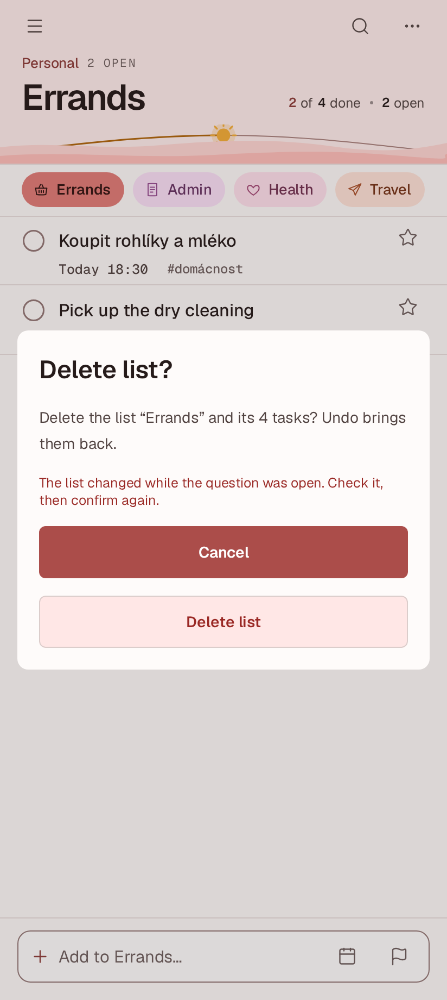 Personal 2 OPEN
Errands
2 of 4 done • 2 open
Errands Admin Health Travel
Koupit rohlíky a mléko
Today 18:30 #domácnost
Pick up the dry cleaning
Delete list?
Delete the list “Errands” and its 4 tasks? Undo brings
them back.
The list changed while the question was open. Check it,
then confirm again.
Cancel
Delete list
Add to Errands…